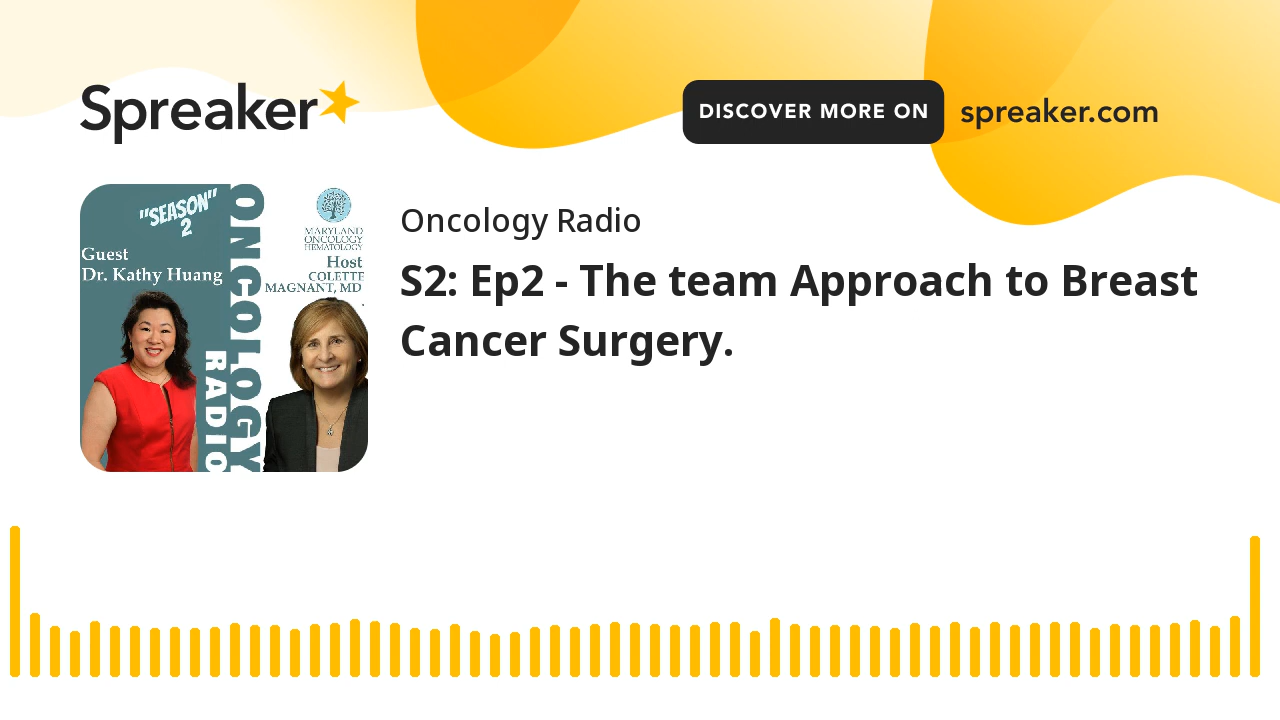 Spreaker
DISCOVER MORE ON
spreaker.com
"SEASON"
2
Guest
Dr. Kathy Huang
ONCOLOGY
RADIO
MARYLAND
ONCOLOGY
HEMATOLOGY
Host
COLETTE
MAGNANT, MD
Oncology Radio
S2: Ep2 - The team Approach to Breast
Cancer Surgery.